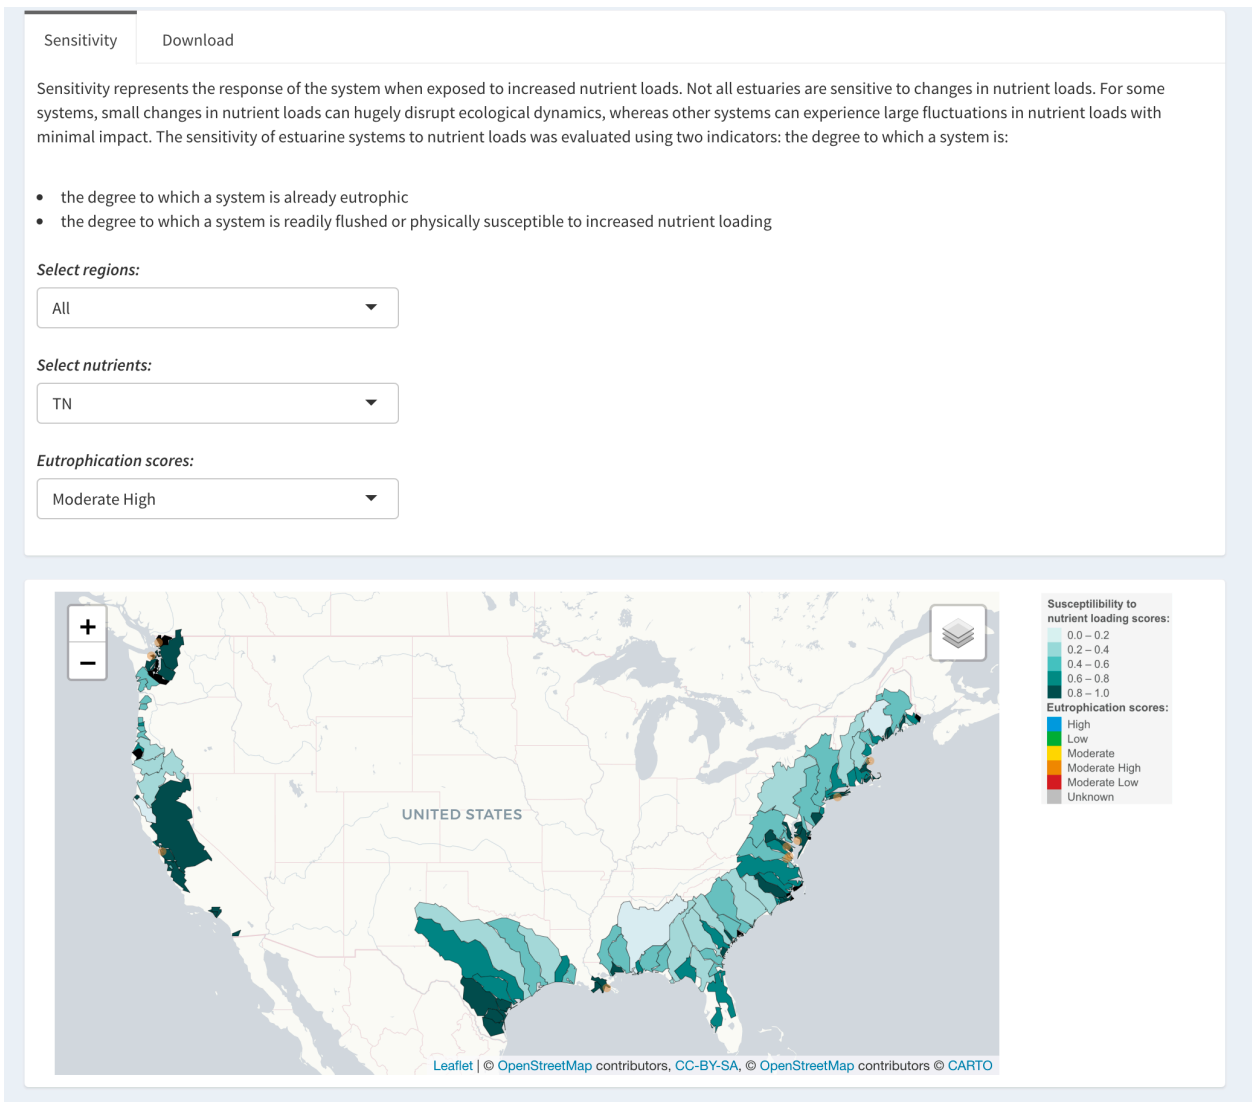 Sensitivity
Download
Sensitivity represents the response of the system when exposed to increased nutrient loads. Not all estuaries are sensitive to changes in nutrient loads. For some
systems, small changes in nutrient loads can hugely disrupt ecological dynamics, whereas other systems can experience large fluctuations in nutrient loads with
minimal impact. The sensitivity of estuarine systems to nutrient loads was evaluated using two indicators: the degree to which a system is:
• the degree to which a system is already eutrophic
• the degree to which a system is readily flushed or physically susceptible to increased nutrient loading
Select regions:
All
Select nutrients:
TN
Eutrophication scores:
Moderate High
+
−
UNITED STATES
Leaflet | © OpenStreetMap contributors, CC-BY-SA, © OpenStreetMap contributors © CARTO
Susceptilibility to
nutrient loading scores:
0.0 – 0.2
0.2 – 0.4
0.4 – 0.6
0.6 – 0.8
0.8 – 1.0
Eutrophication scores:
High
Low
Moderate
Moderate High
Moderate Low
Unknown